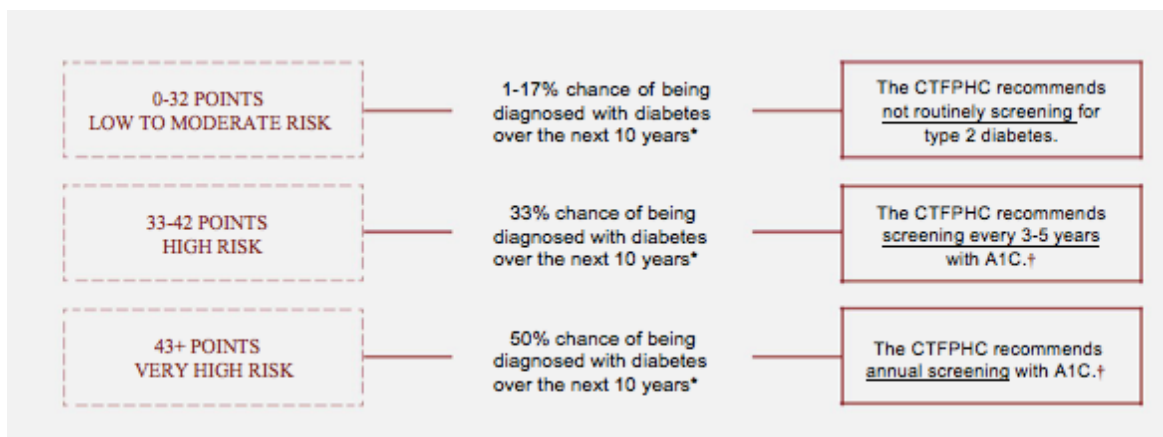 0-32 POINTS
LOW TO MODERATE RISK
1-17% chance of being
diagnosed with diabetes
over the next 10 years*
The CTFPHC recommends
not routinely screening for
type 2 diabetes.
33-42 POINTS
HIGH RISK
33% chance of being
diagnosed with diabetes
over the next 10 years*
The CTFPHC recommends
screening every 3-5 years
with A1C.†
43+ POINTS
VERY HIGH RISK
50% chance of being
diagnosed with diabetes
over the next 10 years*
The CTFPHC recommends
annual screening with A1C.†